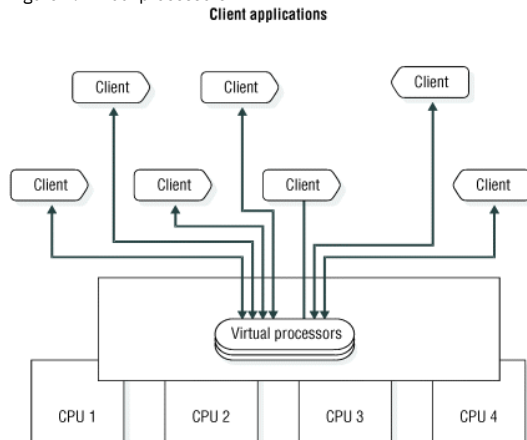 Client applications
Client
Client
Client
Client
Client
Client
Client
Virtual processors
CPU 1
CPU 2
CPU 3
CPU 4